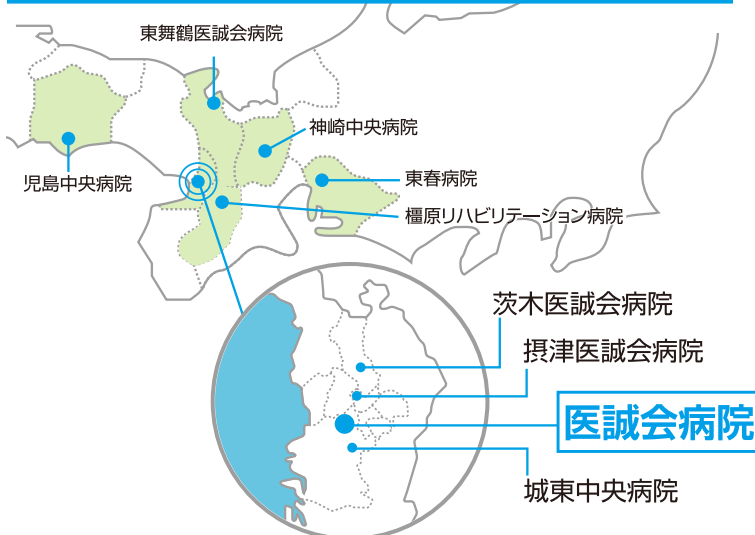 東舞鶴医誠会病院
神崎中央病院
児島中央病院
東春病院
橿原リハビリテーション病院
茨木医誠会病院
摂津医誠会病院
医誠会病院
城東中央病院